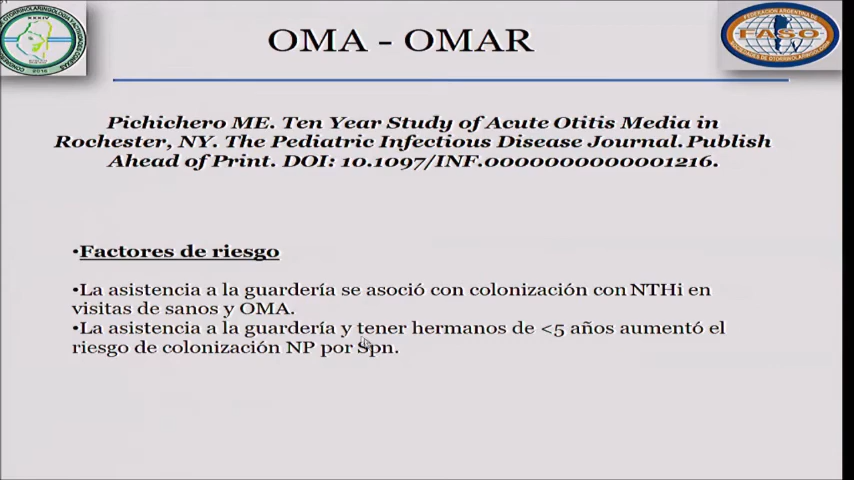 OMA - OMAR
FEDERACION ARGENTINA DE
FASO
Pichichero ME. Ten Year Study of Acute Otitis Media in
Rochester, NY. The Pediatric Infectious Disease Journal. Publish
Ahead of Print. DOI: 10.1097/INF.0000000000001216.
•Factores de riesgo
•La asistencia a la guardería se asoció con colonización con NTHi en
visitas de sanos y OMA.
•La asistencia a la guardería y tener hermanos de <5 años aumentó el
riesgo de colonización NP por Spn.